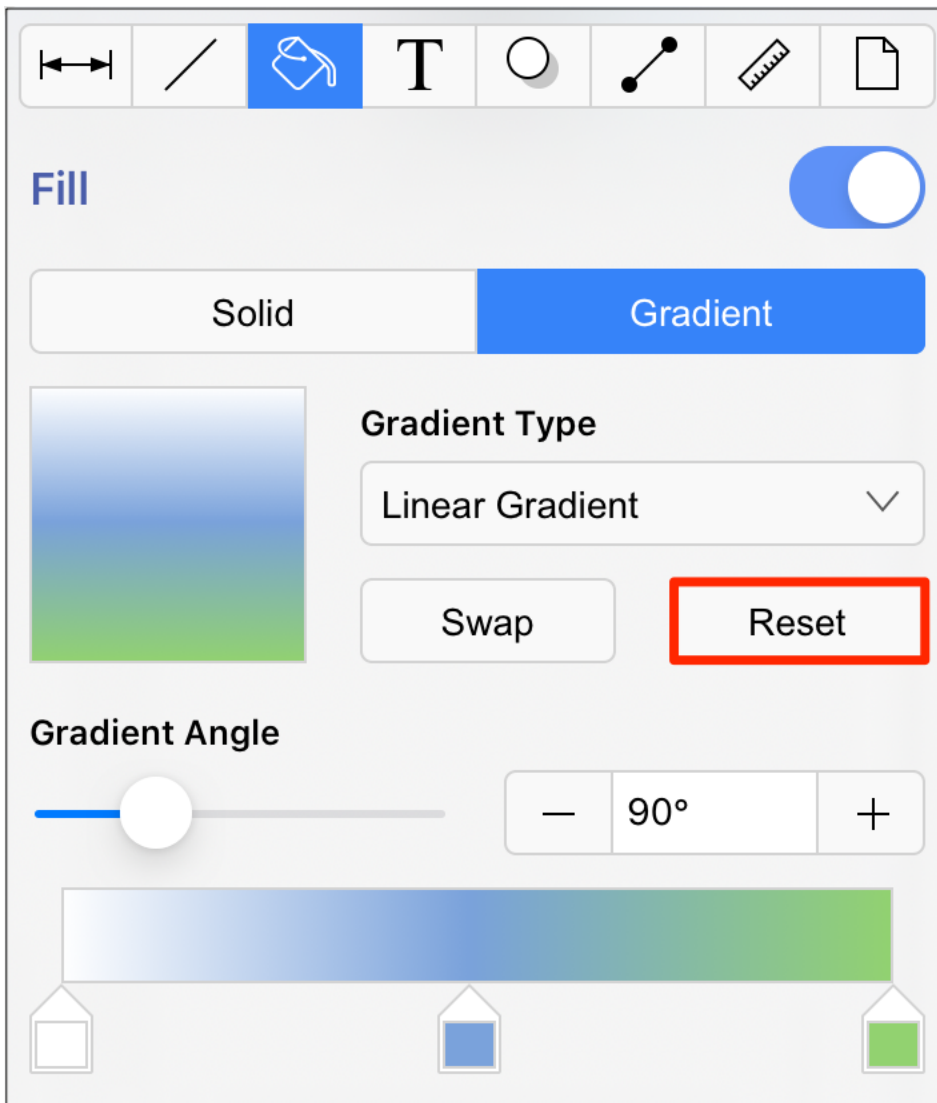 T
Fill
Solid Gradient
Gradient Type
Linear Gradient
Swap Reset
Gradient Angle
— 90° +